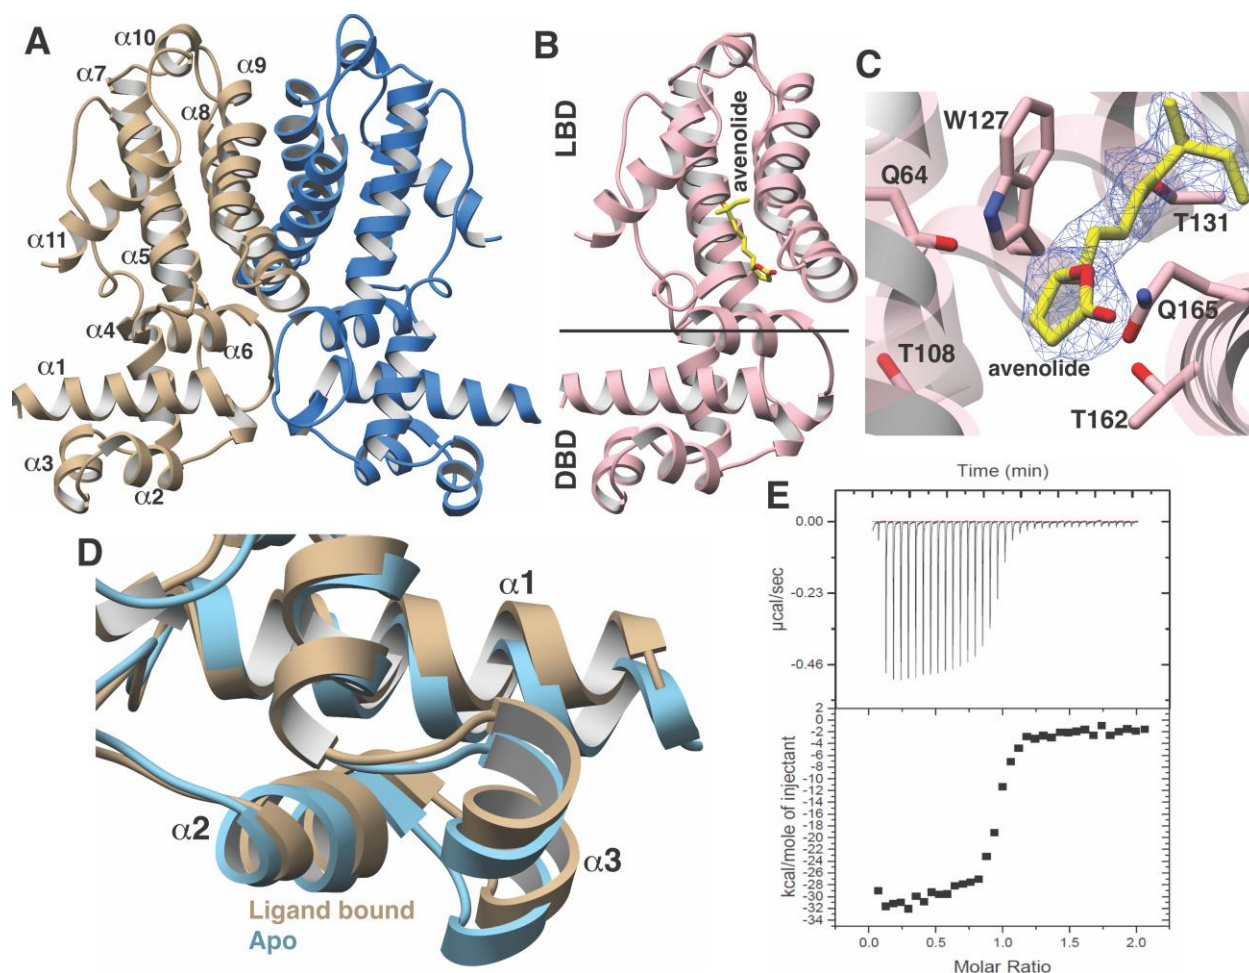 A
α10
α7
α9
α8
α11
α5
α4
α6
α1
α3
α2
B
LBD
avenolide
DBD
C
W127
Q64
T131
Q165
T108
avenolide
T162
D
α1
α2
α3
Ligand bound
Apo
E
Time (min)
0.00
-0.23
-0.46
µcal/sec
2
0
-2
-4
-6
-8
-10
-12
-14
-16
-18
-20
-22
-24
-26
-28
-30
-32
-34
kcal/mole of injectant
0.0 0.5 1.0 1.5 2.0
Molar Ratio